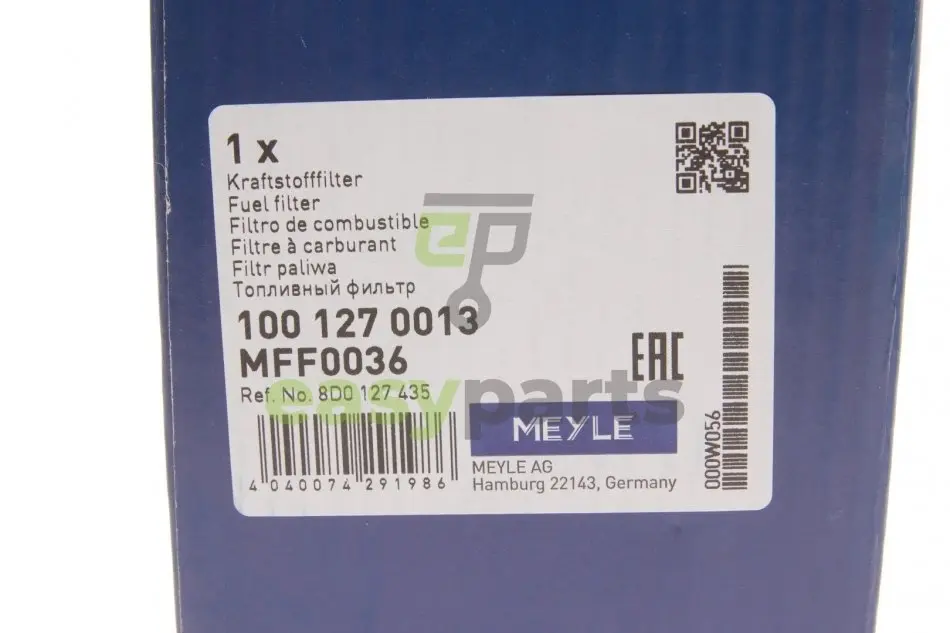 1 x
Kraftstofffilter
Fuel filter
Filtro de combustible
Filtre à carburant
Filtr paliwa
Топливный фильтр
100 127 0013
MFF0036
Ref. No. 8D0 127 435
4 040074 291986
EAC
MEYLE
MEYLE AG
Hamburg 22143, Germany
000W056
ep
easyparts